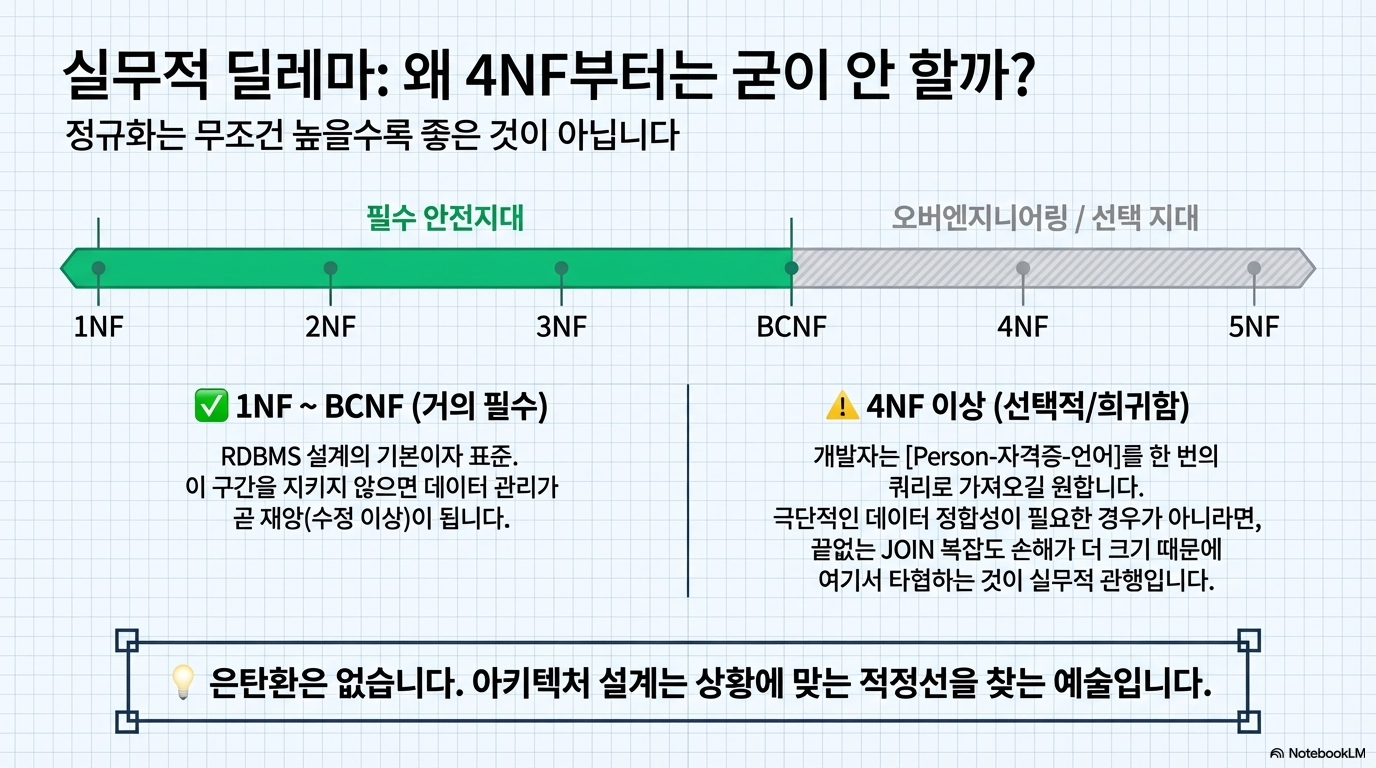 실무적 딜레마: 왜 4NF부터는 굳이 안 할까?
정규화는 무조건 높을수록 좋은 것이 아닙니다
필수 안전지대
오버엔지니어링 / 선택 지대
1NF
2NF
3NF
BCNF
4NF
5NF
✅ 1NF ~ BCNF (거의 필수)
RDBMS 설계의 기본이자 표준.
이 구간을 지키지 않으면 데이터 관리가
곧 재앙(수정 이상)이 됩니다.
⚠️ 4NF 이상 (선택적/희귀함)
개발자는 [Person-자격증-언어]를 한 번의
쿼리로 가져오길 원합니다.
극단적인 데이터 정합성이 필요한 경우가 아니라면,
끝없는 JOIN 복잡도 손해가 더 크기 때문에
여기서 타협하는 것이 실무적 관행입니다.
💡 은탄환은 없습니다. 아키텍처 설계는 상황에 맞는 적정선을 찾는 예술입니다.
NotebookLM